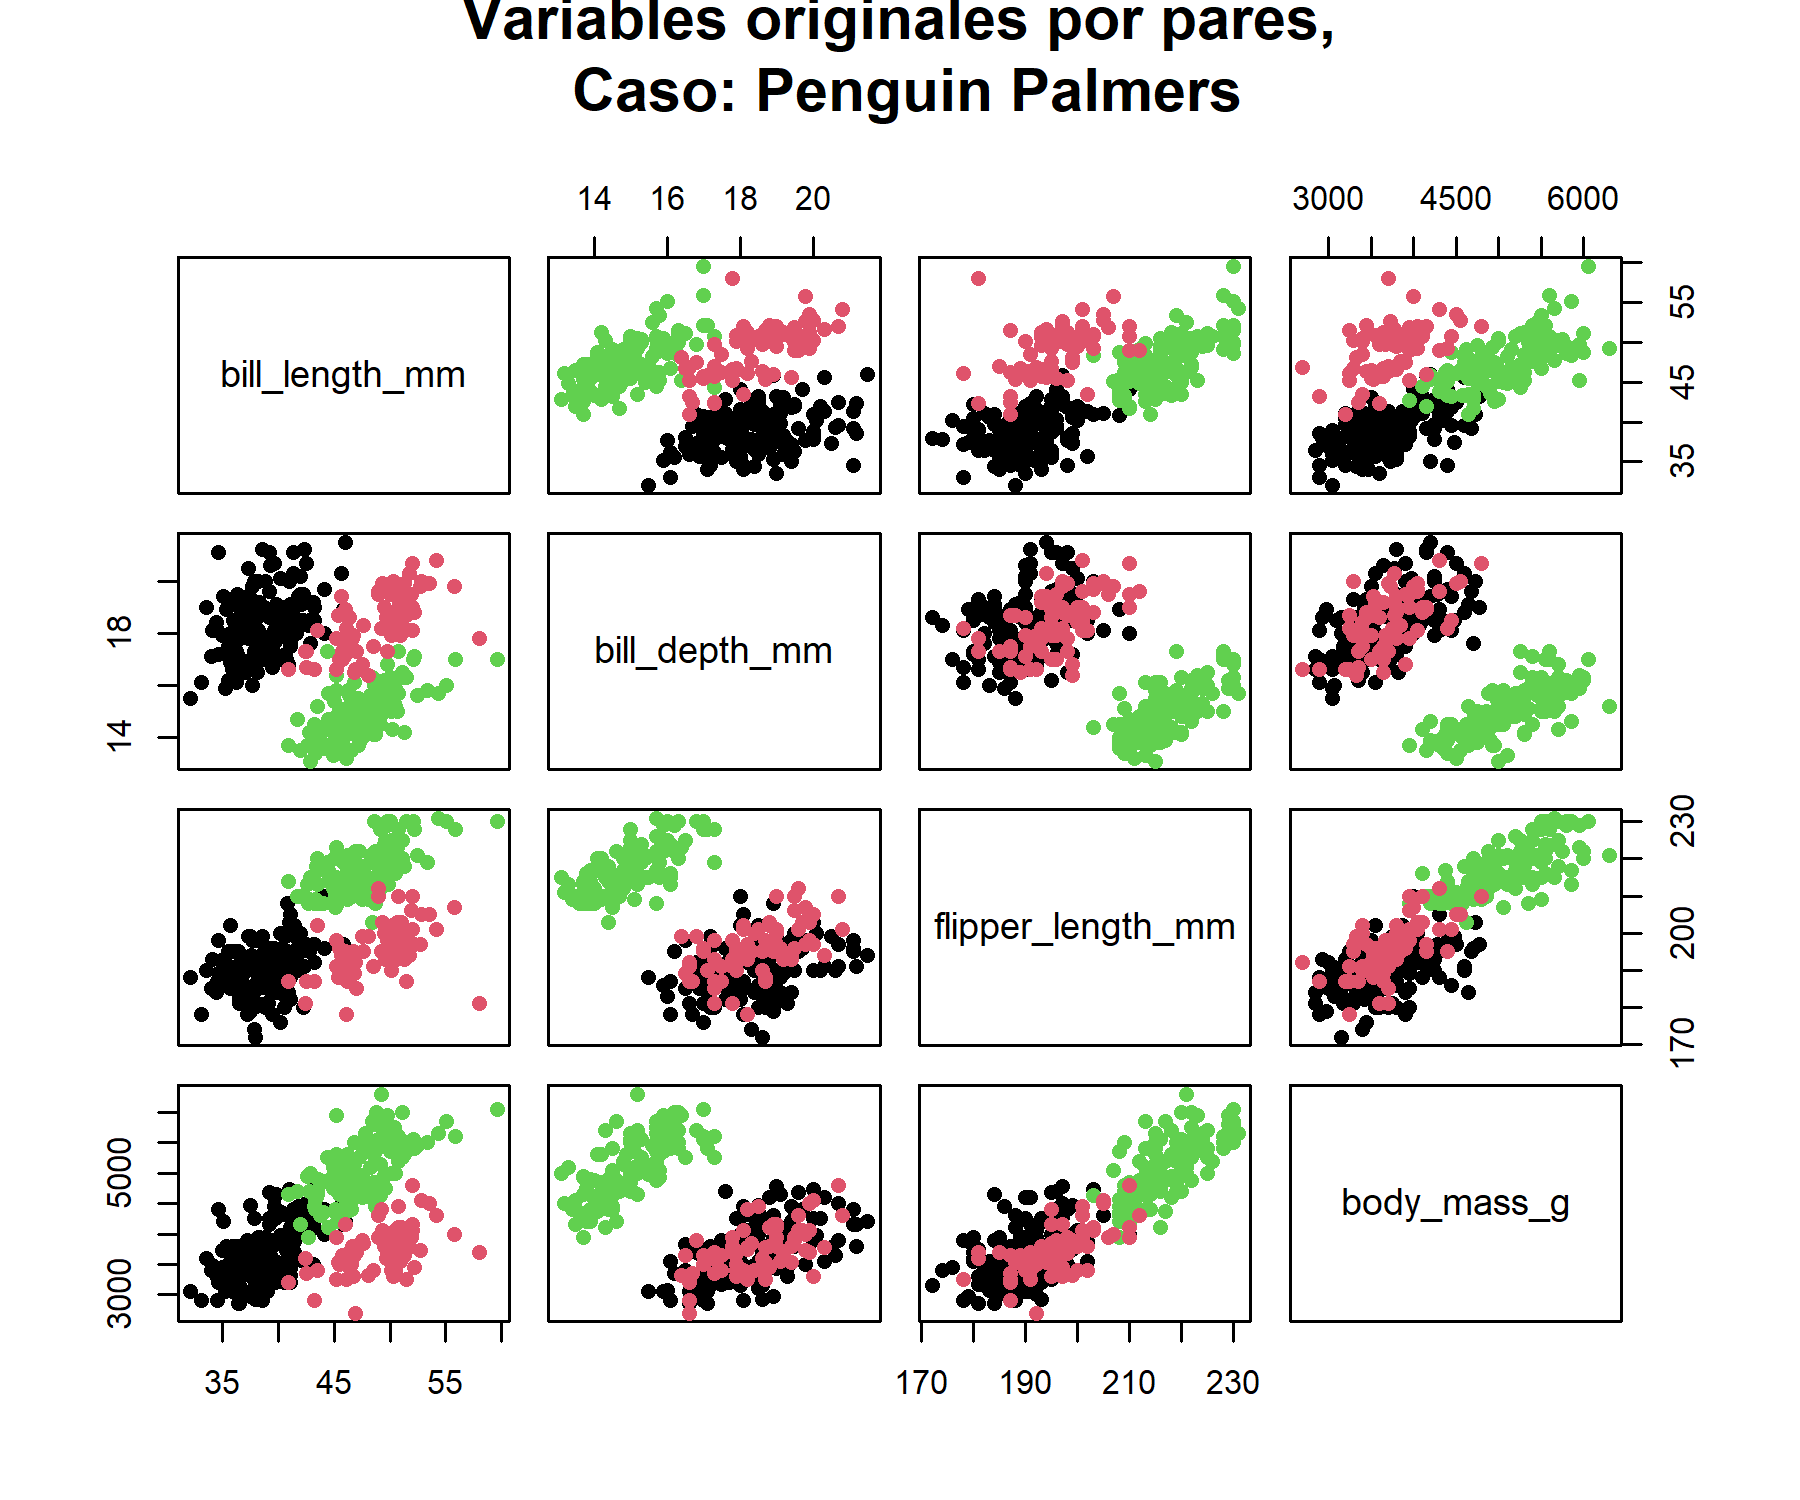 Variables originales por pares,
Caso: Penguin Palmers
14 16 18 20
3000 4500 6000
bill_length_mm
35 45 55
14 18
bill_depth_mm
flipper_length_mm
170 200 230
3000 5000
body_mass_g
35 45 55
170 190 210 230